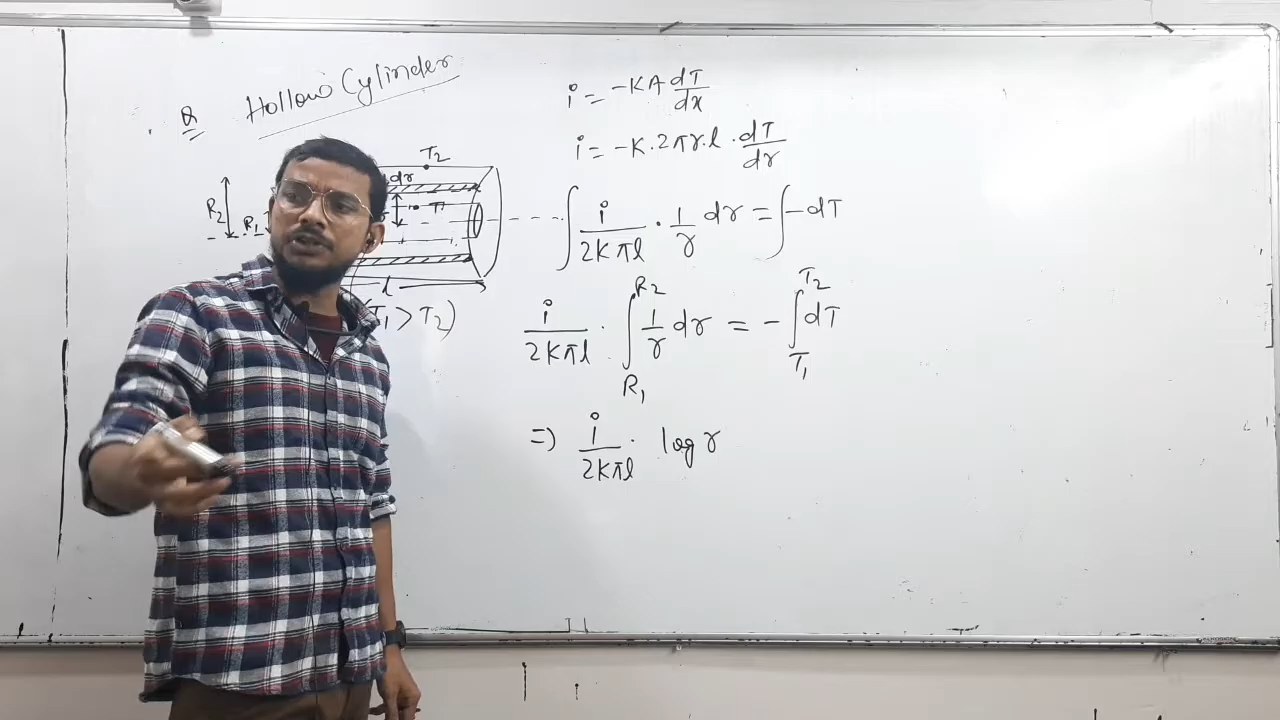 Q Hollow Cylinder
T2
dr
R2
R1
T1
l
(T1 > T2)
i = -KA dT/dx
i = -K.2πr.l . dT/dr
∫ i/2Kπl . 1/r dr = ∫ -dT
i/2Kπl . ∫R1^R2 1/r dr = - ∫T1^T2 dT
=) i/2Kπl . log r